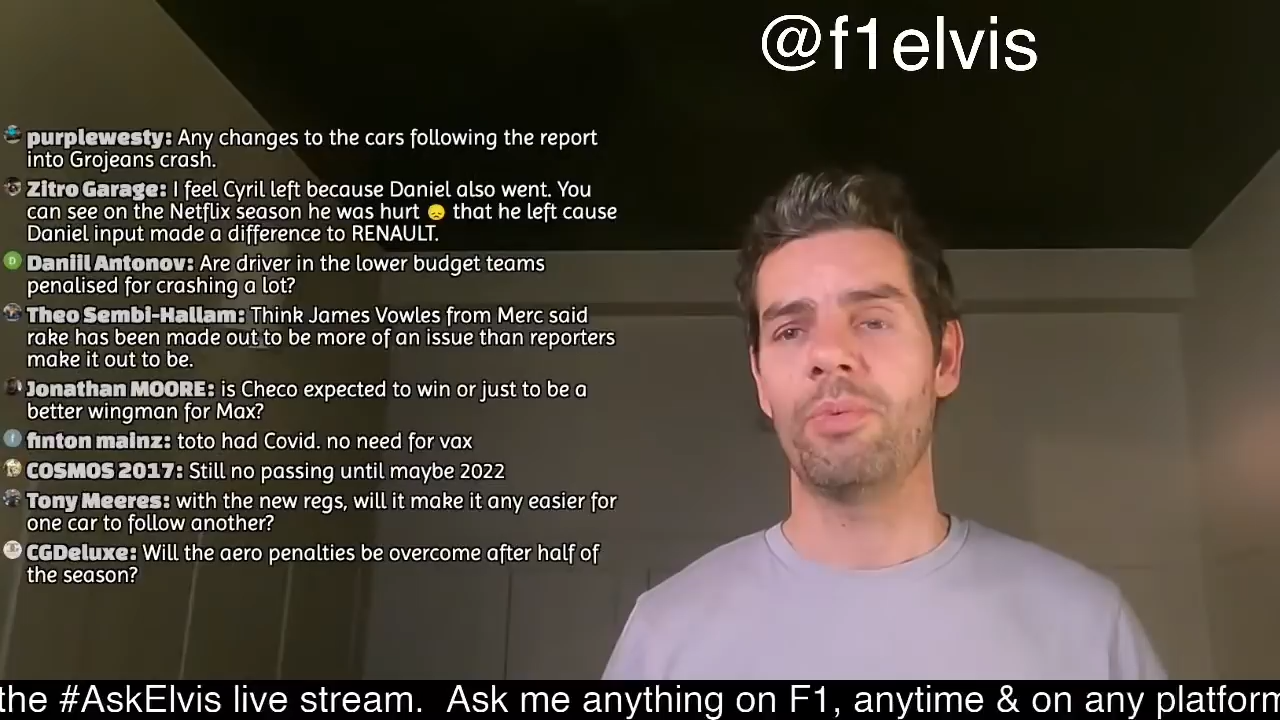 @f1elvis
purplewesty: Any changes to the cars following the report
into Grojeans crash.
Zitro Garage: I feel Cyril left because Daniel also went. You
can see on the Netflix season he was hurt 😞 that he left cause
Daniel input made a difference to RENAULT.
D Daniil Antonov: Are driver in the lower budget teams
penalised for crashing a lot?
Theo Sembi-Hallam: Think James Vowles from Merc said
rake has been made out to be more of an issue than reporters
make it out to be.
Jonathan MOORE: is Checo expected to win or just to be a
better wingman for Max?
f finton mainz: toto had Covid. no need for vax
COSMOS 2017: Still no passing until maybe 2022
Tony Meeres: with the new regs, will it make it any easier for
one car to follow another?
CGDeluxe: Will the aero penalties be overcome after half of
the season?
the #AskElvis live stream. Ask me anything on F1, anytime & on any platform